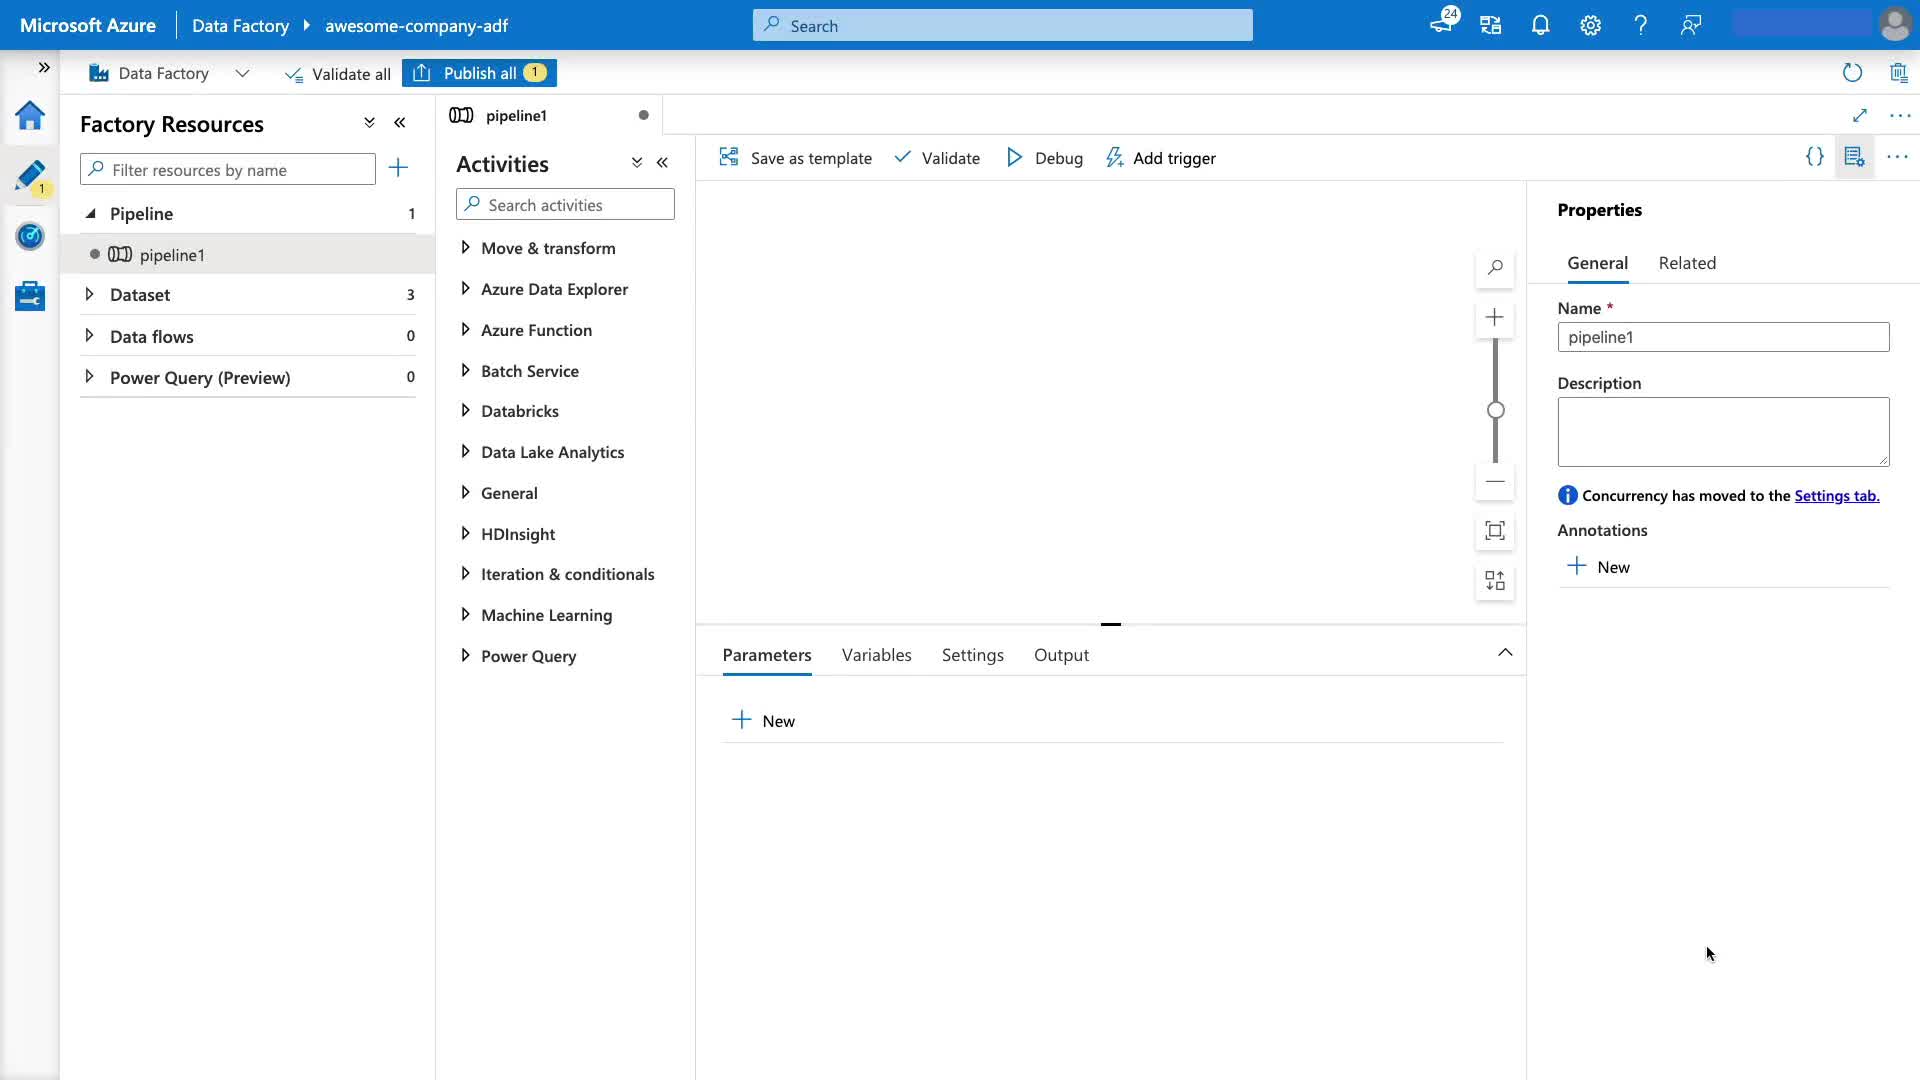 Microsoft Azure
Data Factory
awesome-company-adf
Search
24
Data Factory
Validate all
Publish all 1
Factory Resources
Filter resources by name
1
Pipeline 1
pipeline1
Dataset 3
Data flows 0
Power Query (Preview) 0
pipeline1
Activities
Search activities
Move & transform
Azure Data Explorer
Azure Function
Batch Service
Databricks
Data Lake Analytics
General
HDInsight
Iteration & conditionals
Machine Learning
Power Query
Save as template
Validate
Debug
Add trigger
Parameters
Variables
Settings
Output
New
Properties
General
Related
Name *
pipeline1
Description
Concurrency has moved to the Settings tab.
Annotations
New